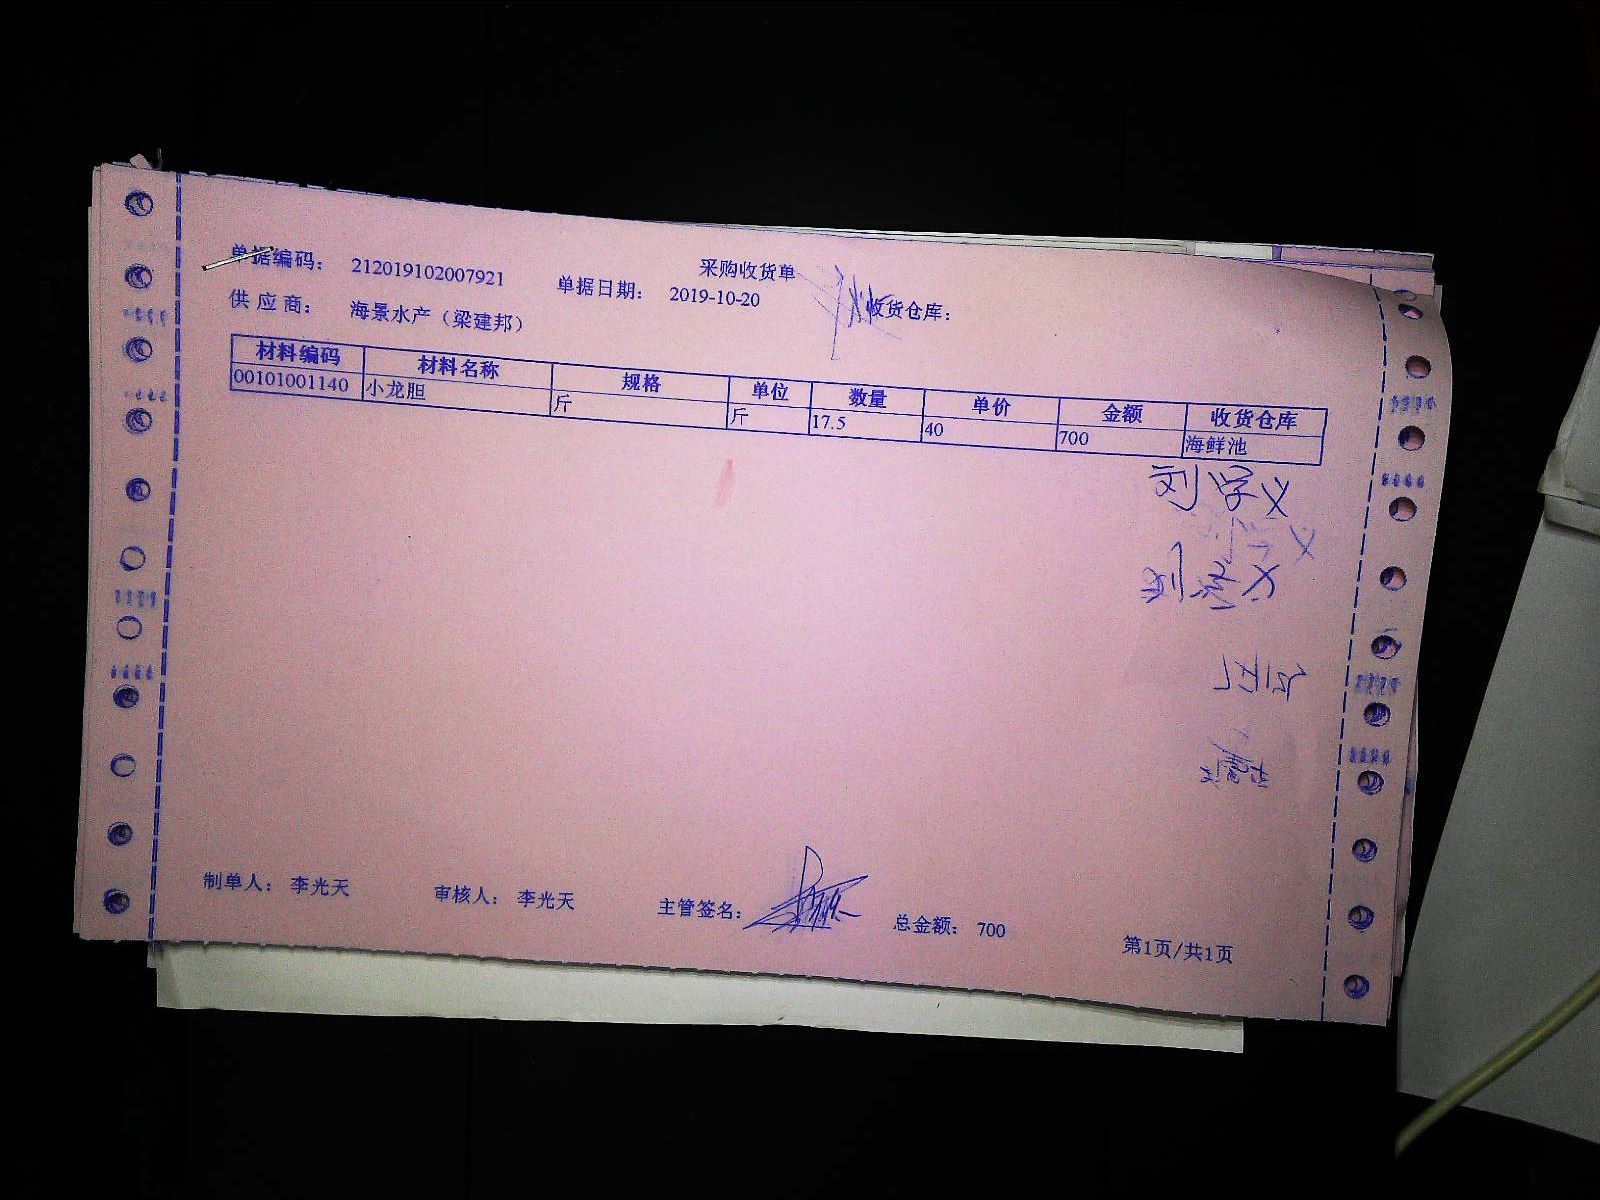 采购收货单
单据编码： 212019102007921 单据日期： 2019-10-20 收货仓库：
供 应 商： 海景水产（梁建邦）
材料编码 材料名称 规格 单位 数量 单价 金额 收货仓库
00101001140 小龙胆 斤 斤 17.5 40 700 海鲜池
刘学义
制单人： 李光天 审核人： 李光天 主管签名： 总金额： 700 第1页/共1页